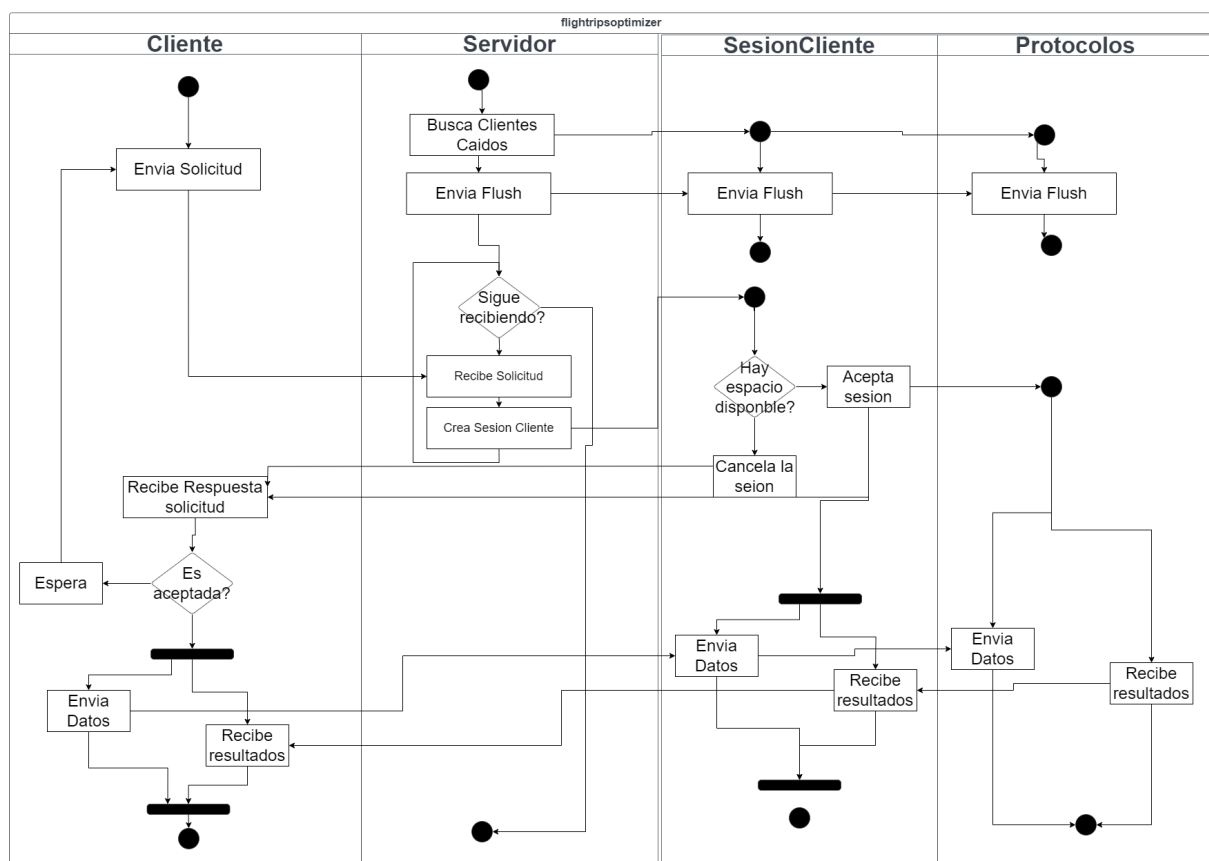 flightripsoptimizer
Cliente
Servidor
SesionCliente
Protocolos
Busca Clientes
Caidos
Envia Solicitud
Envia Flush
Envia Flush
Envia Flush
Sigue
recibiendo?
Recibe Solicitud
Crea Sesion Cliente
Hay
espacio
disponble?
Acepta
sesion
Cancela la
seion
Recibe Respuesta
solicitud
Es
aceptada?
Espera
Envia
Datos
Recibe
resultados
Envia
Datos
Recibe
resultados
Envia
Datos
Recibe
resultados